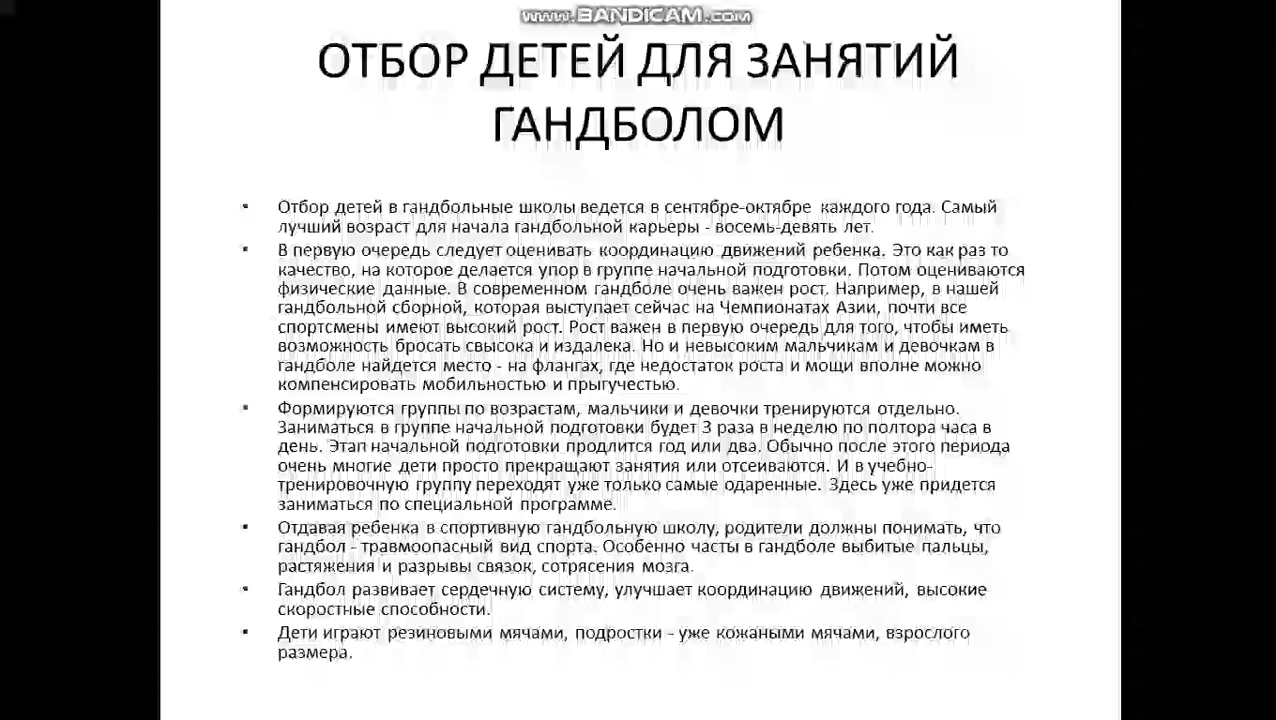 www.BANDICAM.com
ОТБОР ДЕТЕЙ ДЛЯ ЗАНЯТИЙ
ГАНДБОЛОМ
▪ Отбор детей в гандбольные школы ведется в сентябре-октябре каждого года. Самый
лучший возраст для начала гандбольной карьеры - восемь-девять лет.
▪ В первую очередь следует оценивать координацию движений ребенка. Это как раз то
качество, на которое делается упор в группе начальной подготовки. Потом оцениваются
физические данные. В современном гандболе очень важен рост. Например, в нашей
гандбольной сборной, которая выступает сейчас на Чемпионатах Азии, почти все
спортсмены имеют высокий рост. Рост важен в первую очередь для того, чтобы иметь
возможность бросать свысока и издалека. Но и невысоким мальчикам и девочкам в
гандболе найдется место - на флангах, где недостаток роста и мощи вполне можно
компенсировать мобильностью и прыгучестью.
▪ Формируются группы по возрастам, мальчики и девочки тренируются отдельно.
Заниматься в группе начальной подготовки будет 3 раза в неделю по полтора часа в
день. Этап начальной подготовки продлится год или два. Обычно после этого периода
очень многие дети просто прекращают занятия или отсеиваются. И в учебно-
тренировочную группу переходят уже только самые одаренные. Здесь уже придется
заниматься по специальной программе.
▪ Отдавая ребенка в спортивную гандбольную школу, родители должны понимать, что
гандбол - травмоопасный вид спорта. Особенно часты в гандболе выбитые пальцы,
растяжения и разрывы связок, сотрясения мозга.
▪ Гандбол развивает сердечную систему, улучшает координацию движений, высокие
скоростные способности.
▪ Дети играют резиновыми мячами, подростки - уже кожаными мячами, взрослого
размера.